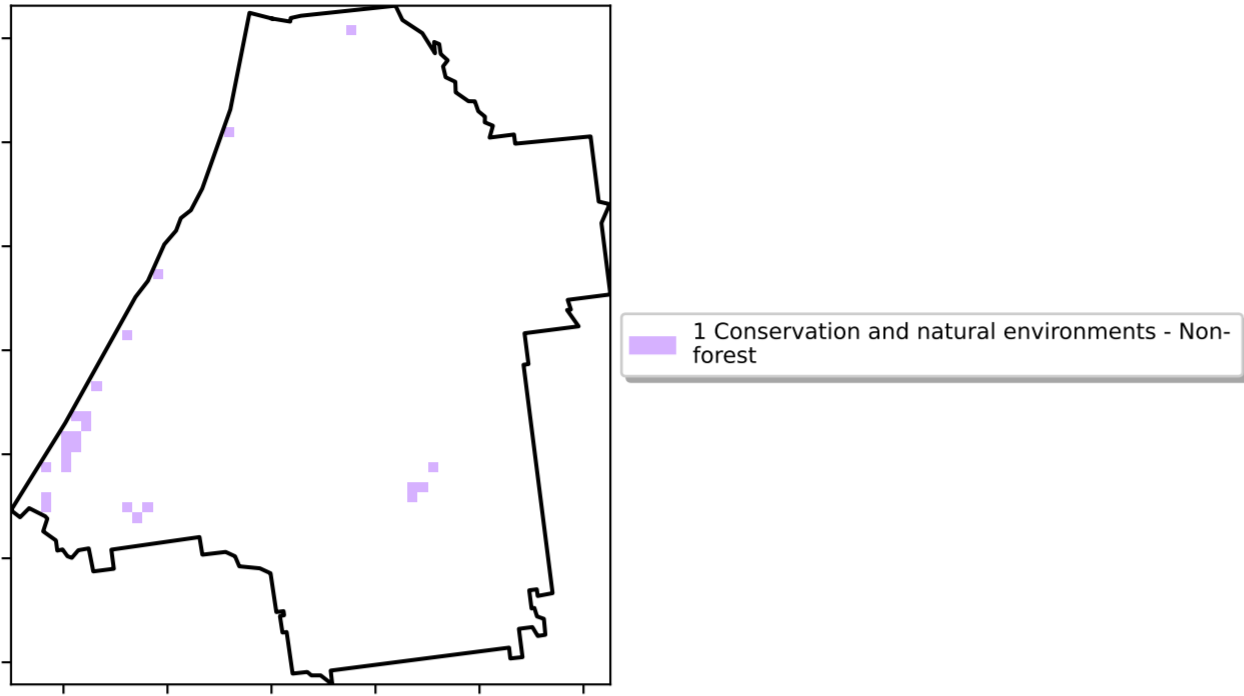 1 Conservation and natural environments - Non-
forest